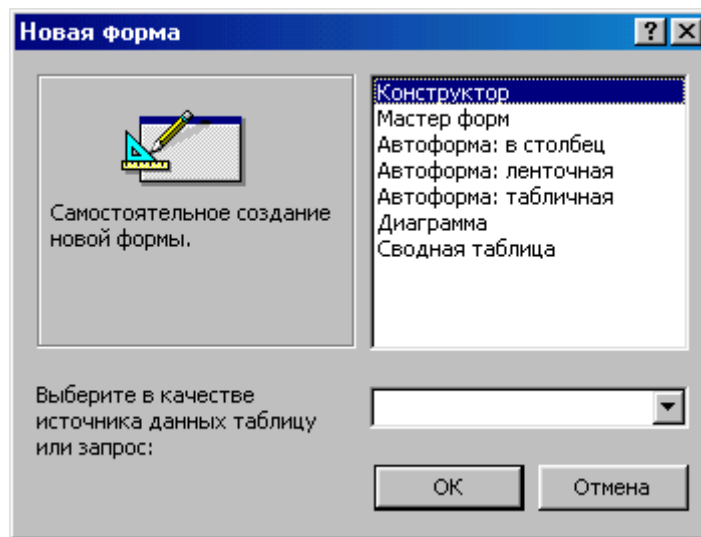 Новая форма
Самостоятельное создание
новой формы.
Конструктор
Мастер форм
Автоформа: в столбец
Автоформа: ленточная
Автоформа: табличная
Диаграмма
Сводная таблица
Выберите в качестве
источника данных таблицу
или запрос:
ОК
Отмена